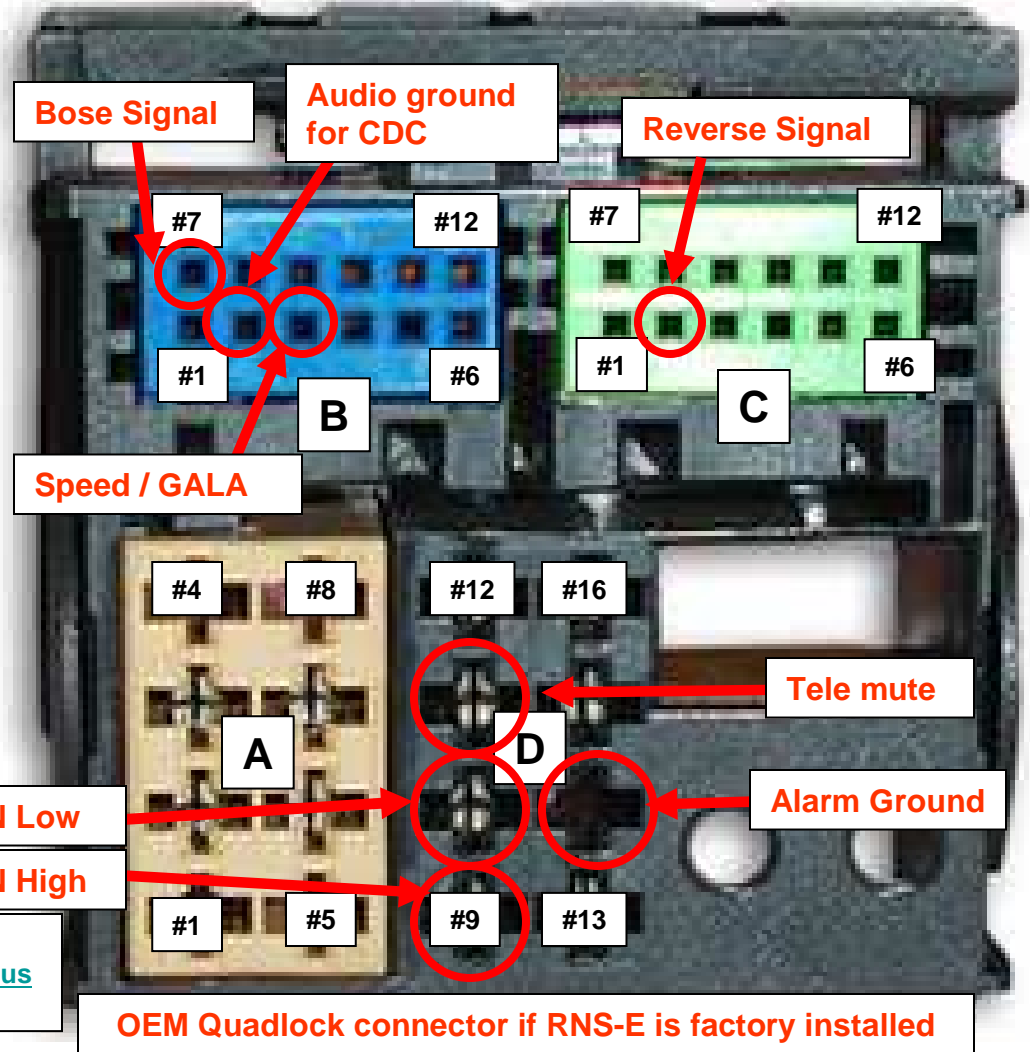 Bose Signal
Audio ground
for CDC
Reverse Signal
#7
#12
#7
#12
#1
#6
#1
#6
B
C
Speed / GALA
#4
#8
#12
#16
Tele mute
A
D
N Low
Alarm Ground
N High
#1
#5
#9
#13
us
OEM Quadlock connector if RNS-E is factory installed